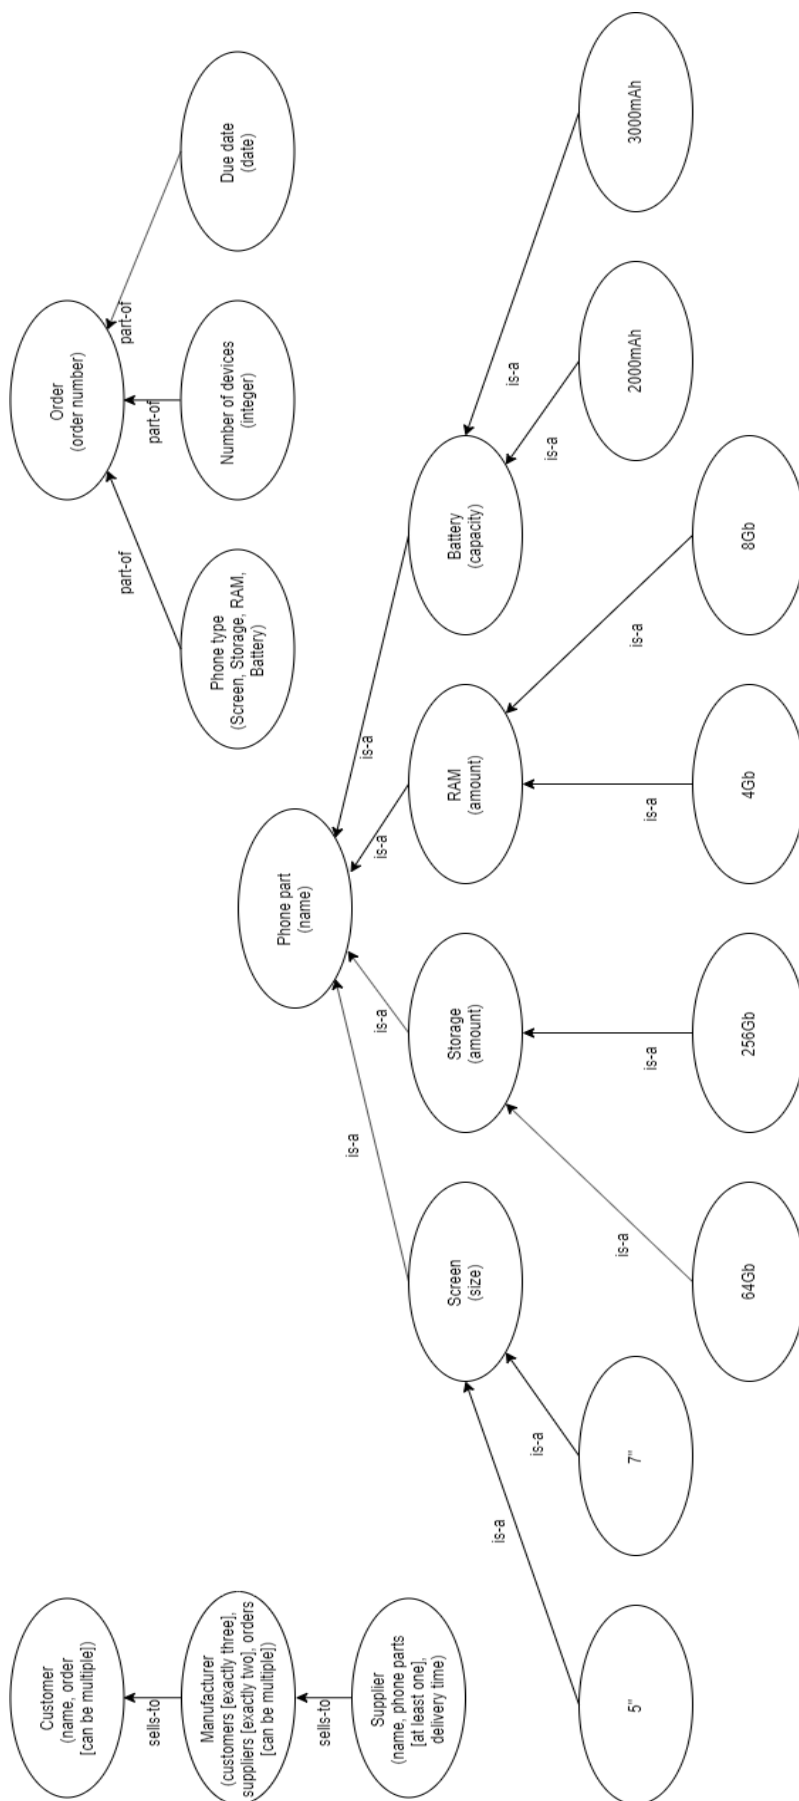 Customer
(name, order
[can be multiple])
sells-to
Manufacturer
(customers [exactly three],
suppliers [exactly two], orders
[can be multiple])
sells-to
Supplier
(name, phone parts
[at least one],
delivery time)
Phone part
(name)
is-a
is-a
is-a
is-a
Screen
(size)
Storage
(amount)
RAM
(amount)
Battery
(capacity)
is-a
is-a
is-a
is-a
is-a
is-a
is-a
is-a
5"
7"
64Gb
256Gb
4Gb
8Gb
2000mAh
3000mAh
Order
(order number)
part-of
part-of
part-of
Phone type
(Screen, Storage, RAM,
Battery)
Number of devices
(integer)
Due date
(date)